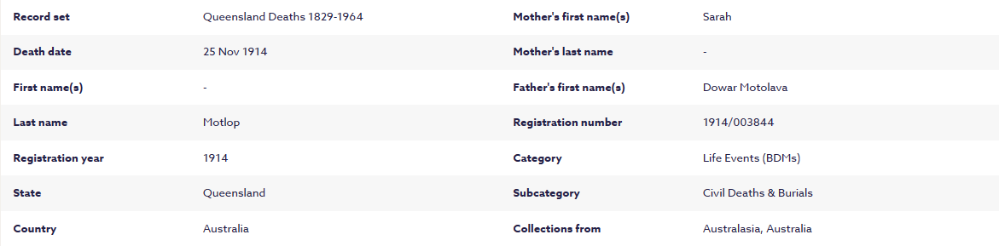 Record set Queensland Deaths 1829-1964 Mother's first name(s) Sarah
Death date 25 Nov 1914 Mother's last name -
First name(s) - Father's first name(s) Dowar Motolava
Last name Motlop Registration number 1914/003844
Registration year 1914 Category Life Events (BDMs)
State Queensland Subcategory Civil Deaths & Burials
Country Australia Collections from Australasia, Australia